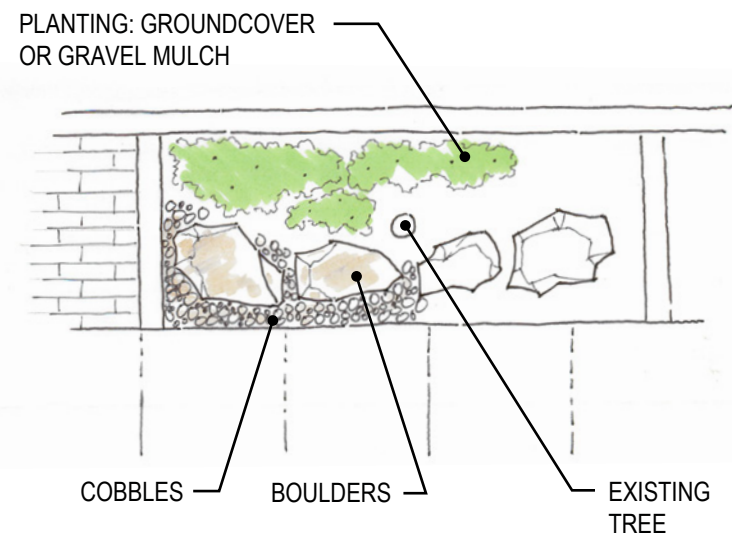 PLANTING: GROUNDCOVER
OR GRAVEL MULCH
COBBLES
BOULDERS
EXISTING
TREE